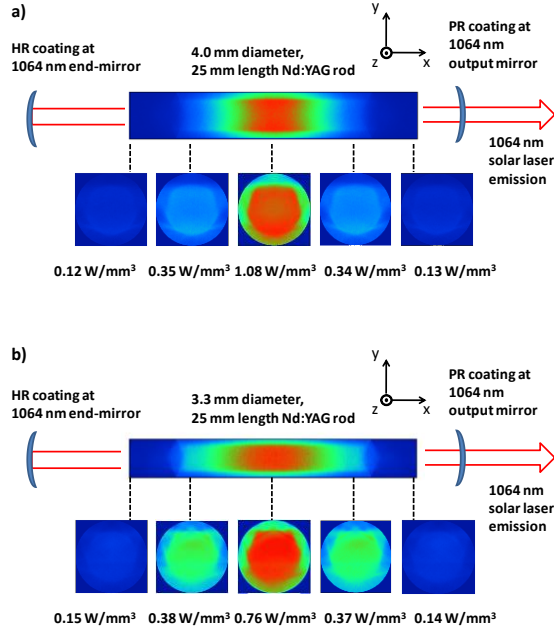 a)
HR coating at
1064 nm end-mirror
4.0 mm diameter,
25 mm length Nd:YAG rod
y
z
x
PR coating at
1064 nm
output mirror
1064 nm
solar laser
emission
0.12 W/mm³ 0.35 W/mm³ 1.08 W/mm³ 0.34 W/mm³ 0.13 W/mm³
b)
HR coating at
1064 nm end-mirror
3.3 mm diameter,
25 mm length Nd:YAG rod
y
z
x
PR coating at
1064 nm
output mirror
1064 nm
solar laser
emission
0.15 W/mm³ 0.38 W/mm³ 0.76 W/mm³ 0.37 W/mm³ 0.14 W/mm³